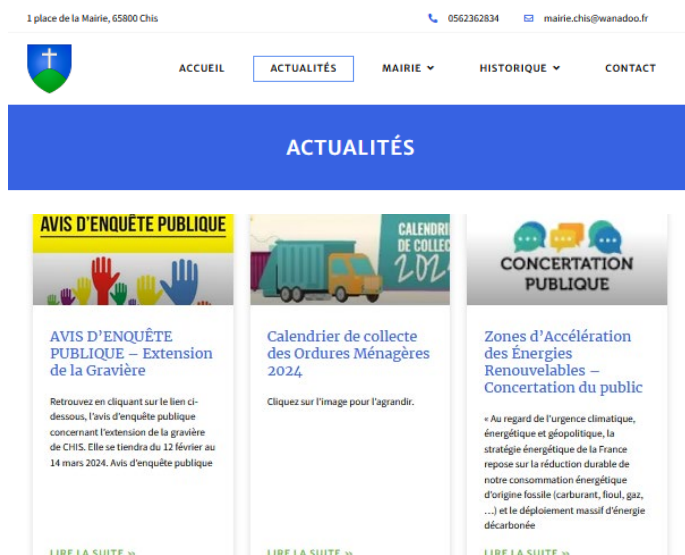 1 place de la Mairie, 65800 Chis
0562362834
mairie.chis@wanadoo.fr
ACCUEIL
ACTUALITÉS
MAIRIE
HISTORIQUE
CONTACT
ACTUALITÉS
AVIS D'ENQUÊTE PUBLIQUE
AVIS D'ENQUÊTE
PUBLIQUE – Extension
de la Gravière
Retrouvez en cliquant sur le lien ci-
dessous, l'avis d'enquête publique
concernant l'extension de la gravière
de CHIS. Elle se tiendra du 12 février au
14 mars 2024. Avis d'enquête publique
LIRE LA SUITE »
CALENDRI
DE COLLEC
202
Calendrier de collecte
des Ordures Ménagères
2024
Cliquez sur l'image pour l'agrandir.
LIRE LA SUITE »
CONCERTATION
PUBLIQUE
Zones d'Accélération
des Énergies
Renouvelables –
Concertation du public
« Au regard de l'urgence climatique,
énergétique et géopolitique, la
stratégie énergétique de la France
repose sur la réduction durable de
notre consommation énergétique
d'origine fossile (carburant, fioul, gaz,
…) et le déploiement massif d'énergie
décarbonée
LIRE LA SUITE »